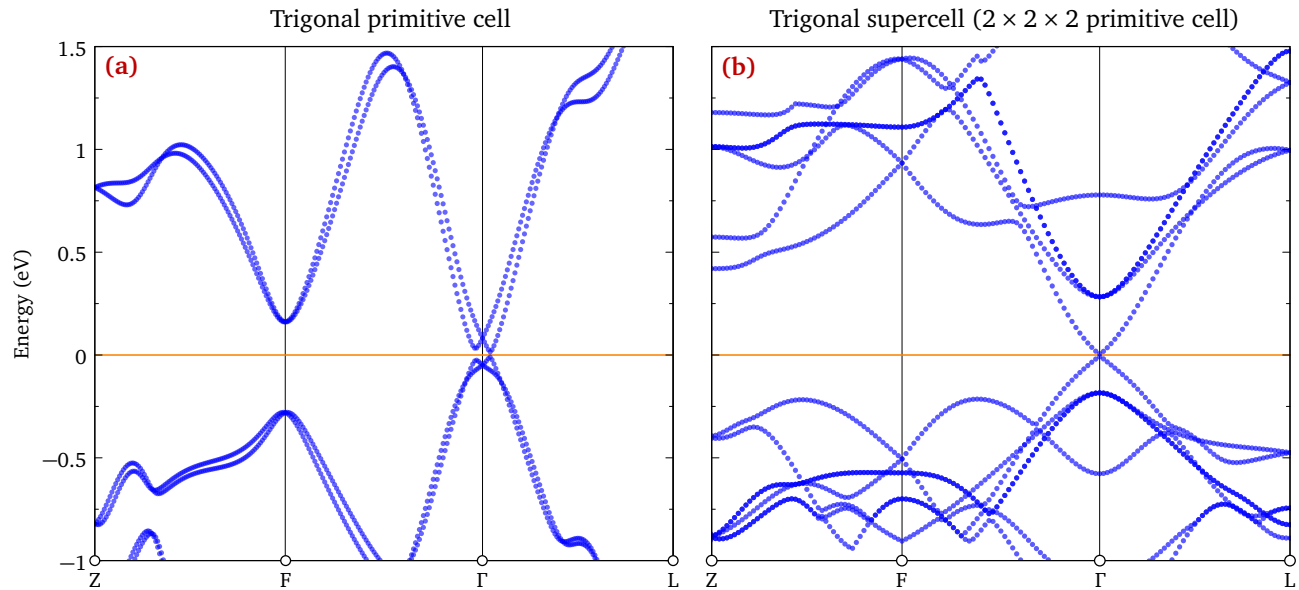 Trigonal primitive cell
Trigonal supercell (2 × 2 × 2 primitive cell)
(a)
(b)
1.5
1
0.5
0
−0.5
−1
Energy (eV)
Z F Γ L
Z F Γ L